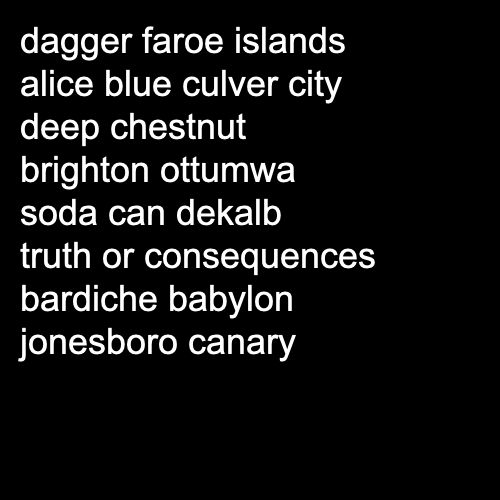 dagger faroe islands
alice blue culver city
deep chestnut
brighton ottumwa
soda can dekalb
truth or consequences
bardiche babylon
jonesboro canary